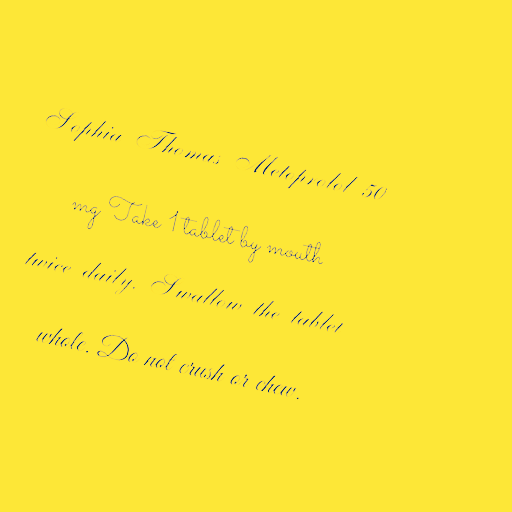 Sophia Thomas Metoprolol 50
mg Take 1 tablet by mouth
twice daily. Swallow the tablet
whole. Do not crush or chew.